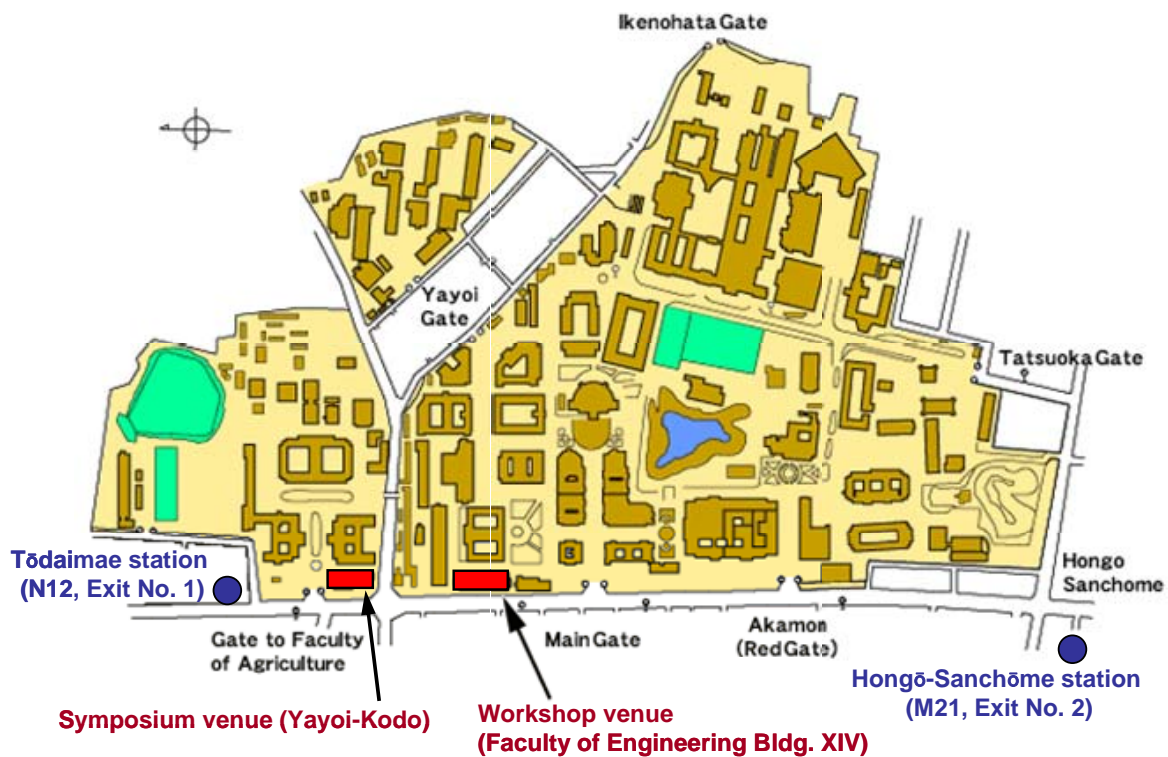 Ikenohata Gate
Yayoi
Gate
Tatsuoka Gate
Tōdaimae station
(N12, Exit No. 1)
Hongo
Sanchome
Gate to Faculty
of Agriculture
Main Gate
Akamon
(Red Gate)
Hongō-Sanchōme station
(M21, Exit No. 2)
Symposium venue (Yayoi-Kodo)
Workshop venue
(Faculty of Engineering Bldg. XIV)